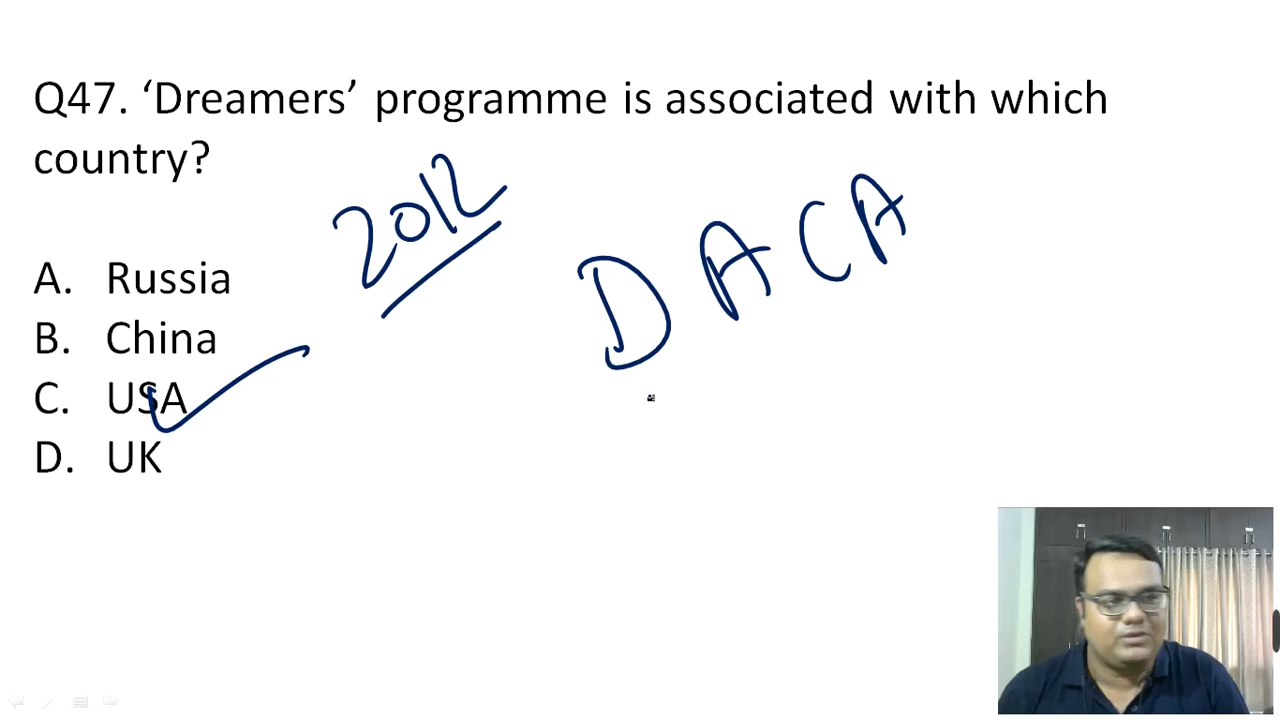 Q47. ‘Dreamers’ programme is associated with which
country?
2012
DACA
A. Russia
B. China
C. USA
D. UK